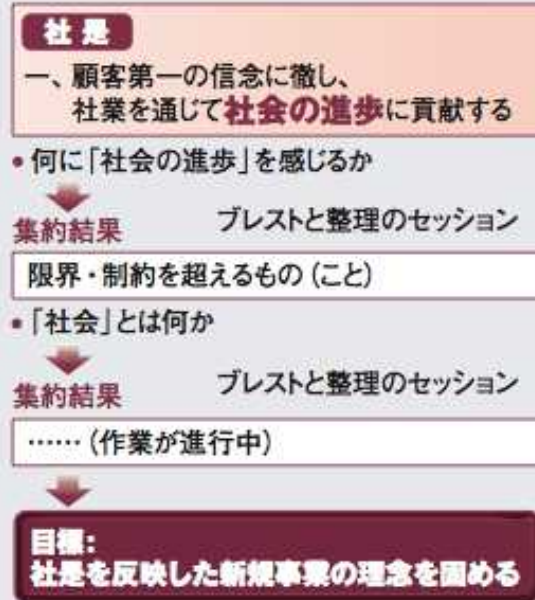 社是
一、顧客第一の信念に徹し、
社業を通じて社会の進歩に貢献する
• 何に「社会の進歩」を感じるか
ブレストと整理のセッション
集約結果
限界・制約を超えるもの(こと)
• 「社会」とは何か
ブレストと整理のセッション
集約結果
……(作業が進行中)
目標:
社是を反映した新規事業の理念を固める